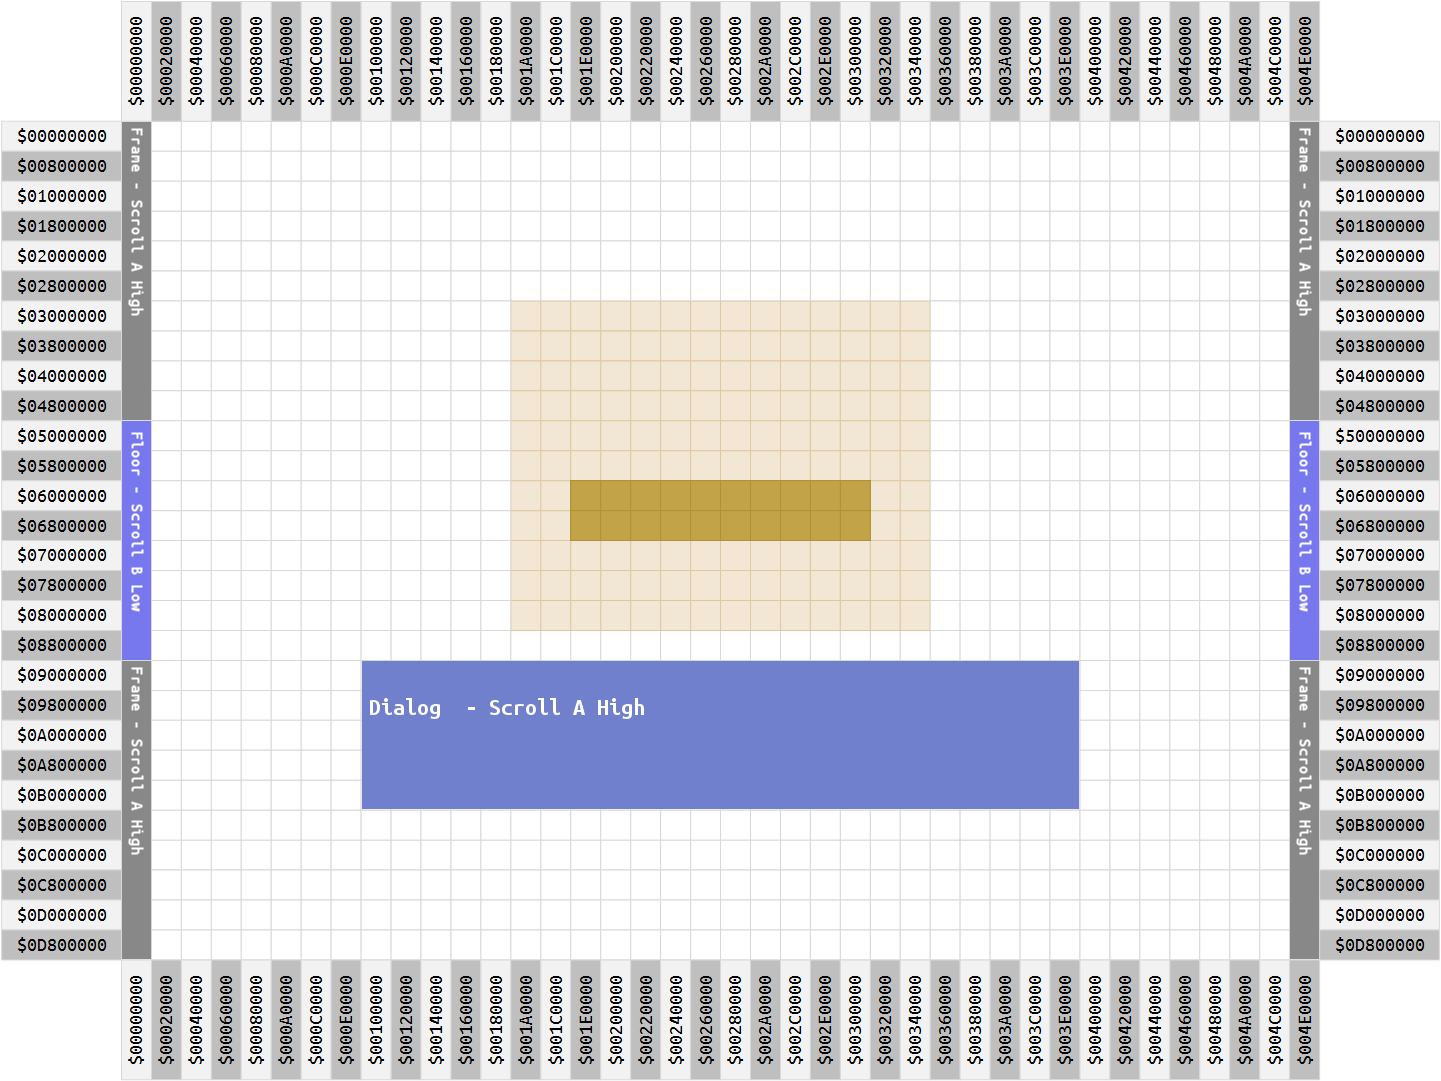 $00000000 $00020000 $00040000 $00060000 $00080000 $000A0000 $000C0000 $000E0000 $00100000 $00120000 $00140000 $00160000 $00180000 $001A0000 $001C0000 $001E0000 $00200000 $00220000 $00240000 $00260000 $00280000 $002A0000 $002C0000 $002E0000 $00300000 $00320000 $00340000 $00360000 $00380000 $003A0000 $003C0000 $003E0000 $00400000 $00420000 $00440000 $00460000 $00480000 $004A0000 $004C0000 $004E0000
$00000000 $00000000
$00800000 $00800000
$01000000 $01000000
$01800000 $01800000
$02000000 $02000000
$02800000 $02800000
$03000000 $03000000
$03800000 $03800000
$04000000 $04000000
$04800000 $04800000
$05000000 $50000000
$05800000 $05800000
$06000000 $06000000
$06800000 $06800000
$07000000 $07000000
$07800000 $07800000
$08000000 $08000000
$08800000 $08800000
$09000000 $09000000
$09800000 $09800000
$0A000000 $0A000000
$0A800000 $0A800000
$0B000000 $0B000000
$0B800000 $0B800000
$0C000000 $0C000000
$0C800000 $0C800000
$0D000000 $0D000000
$0D800000 $0D800000
Frame - Scroll A High
Floor - Scroll B Low
Frame - Scroll A High
Dialog  - Scroll A High
Frame - Scroll A High
Floor - Scroll B Low
Frame - Scroll A High
$00000000 $00020000 $00040000 $00060000 $00080000 $000A0000 $000C0000 $000E0000 $00100000 $00120000 $00140000 $00160000 $00180000 $001A0000 $001C0000 $001E0000 $00200000 $00220000 $00240000 $00260000 $00280000 $002A0000 $002C0000 $002E0000 $00300000 $00320000 $00340000 $00360000 $00380000 $003A0000 $003C0000 $003E0000 $00400000 $00420000 $00440000 $00460000 $00480000 $004A0000 $004C0000 $004E0000